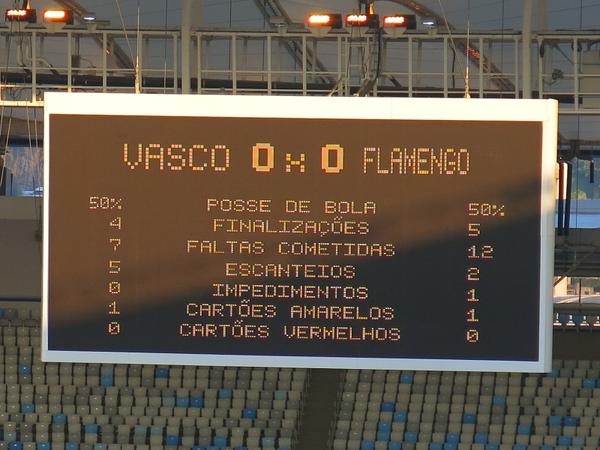 VASCO 0 x 0 FLAMENGO
50% POSSE DE BOLA 50%
4 FINALIZAÇÕES 5
7 FALTAS COMETIDAS 12
5 ESCANTEIOS 2
0 IMPEDIMENTOS 1
1 CARTÕES AMARELOS 1
0 CARTÕES VERMELHOS 0